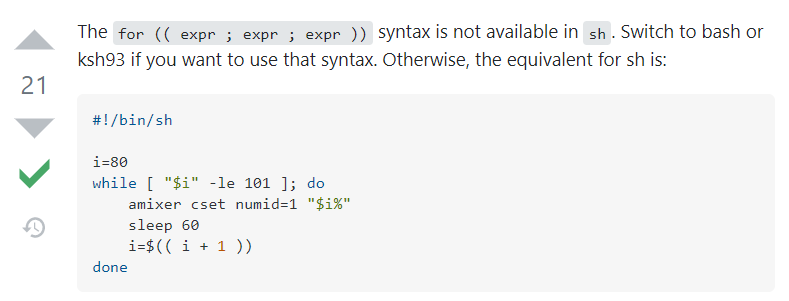 The for (( expr ; expr ; expr )) syntax is not available in sh. Switch to bash or
ksh93 if you want to use that syntax. Otherwise, the equivalent for sh is:
21
#!/bin/sh
i=80
while [ "$i" -le 101 ]; do
    amixer cset numid=1 "$i%"
    sleep 60
    i=$(( i + 1 ))
done